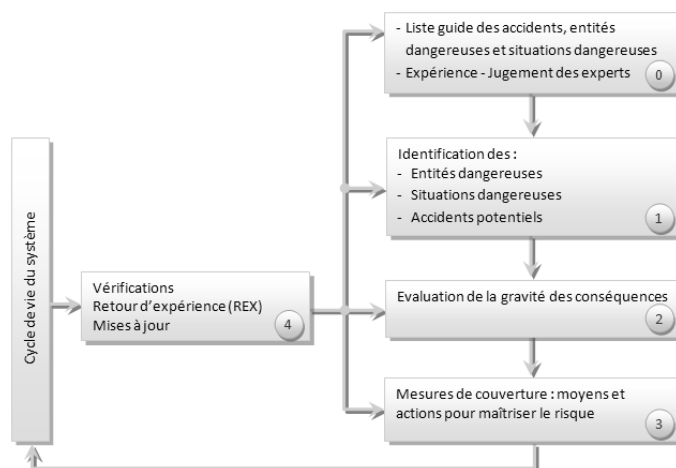 - Liste guide des accidents, entités
dangereuses et situations dangereuses
- Expérience - Jugement des experts
0
Identification des :
- Entités dangereuses
- Situations dangereuses
- Accidents potentiels
1
Cycle de vie du système
Vérifications
Retour d'expérience (REX)
Mises à jour
4
Evaluation de la gravité des conséquences
2
Mesures de couverture : moyens et
actions pour maîtriser le risque
3